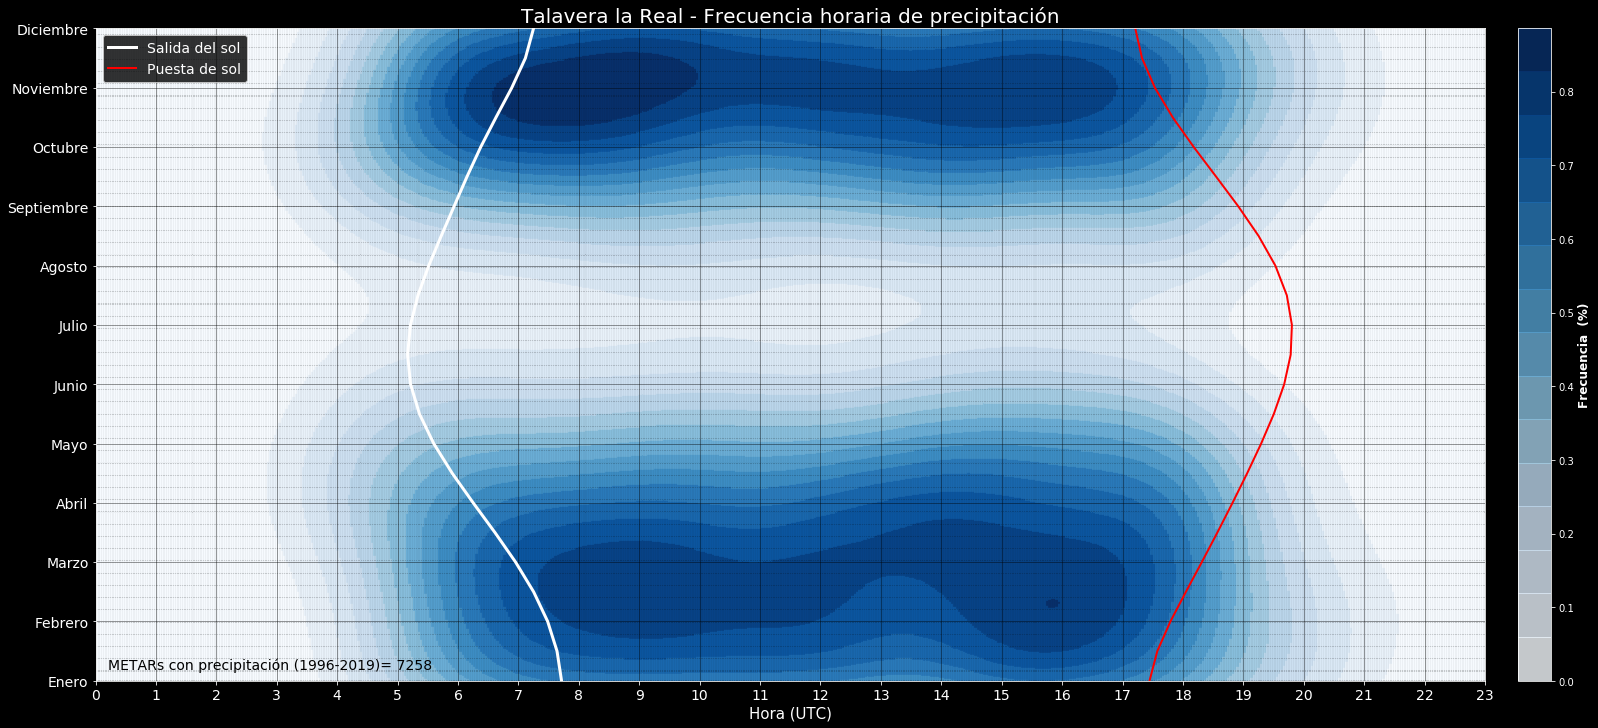 Talavera la Real - Frecuencia horaria de precipitación
Salida del sol
Puesta de sol
Diciembre
Noviembre
Octubre
Septiembre
Agosto
Julio
Junio
Mayo
Abril
Marzo
Febrero
Enero
METARs con precipitación (1996-2019)= 7258
0 1 2 3 4 5 6 7 8 9 10 11 12 13 14 15 16 17 18 19 20 21 22 23
Hora (UTC)
0.8
0.7
0.6
0.5
0.4
0.3
0.2
0.1
0.0
Frecuencia (%)